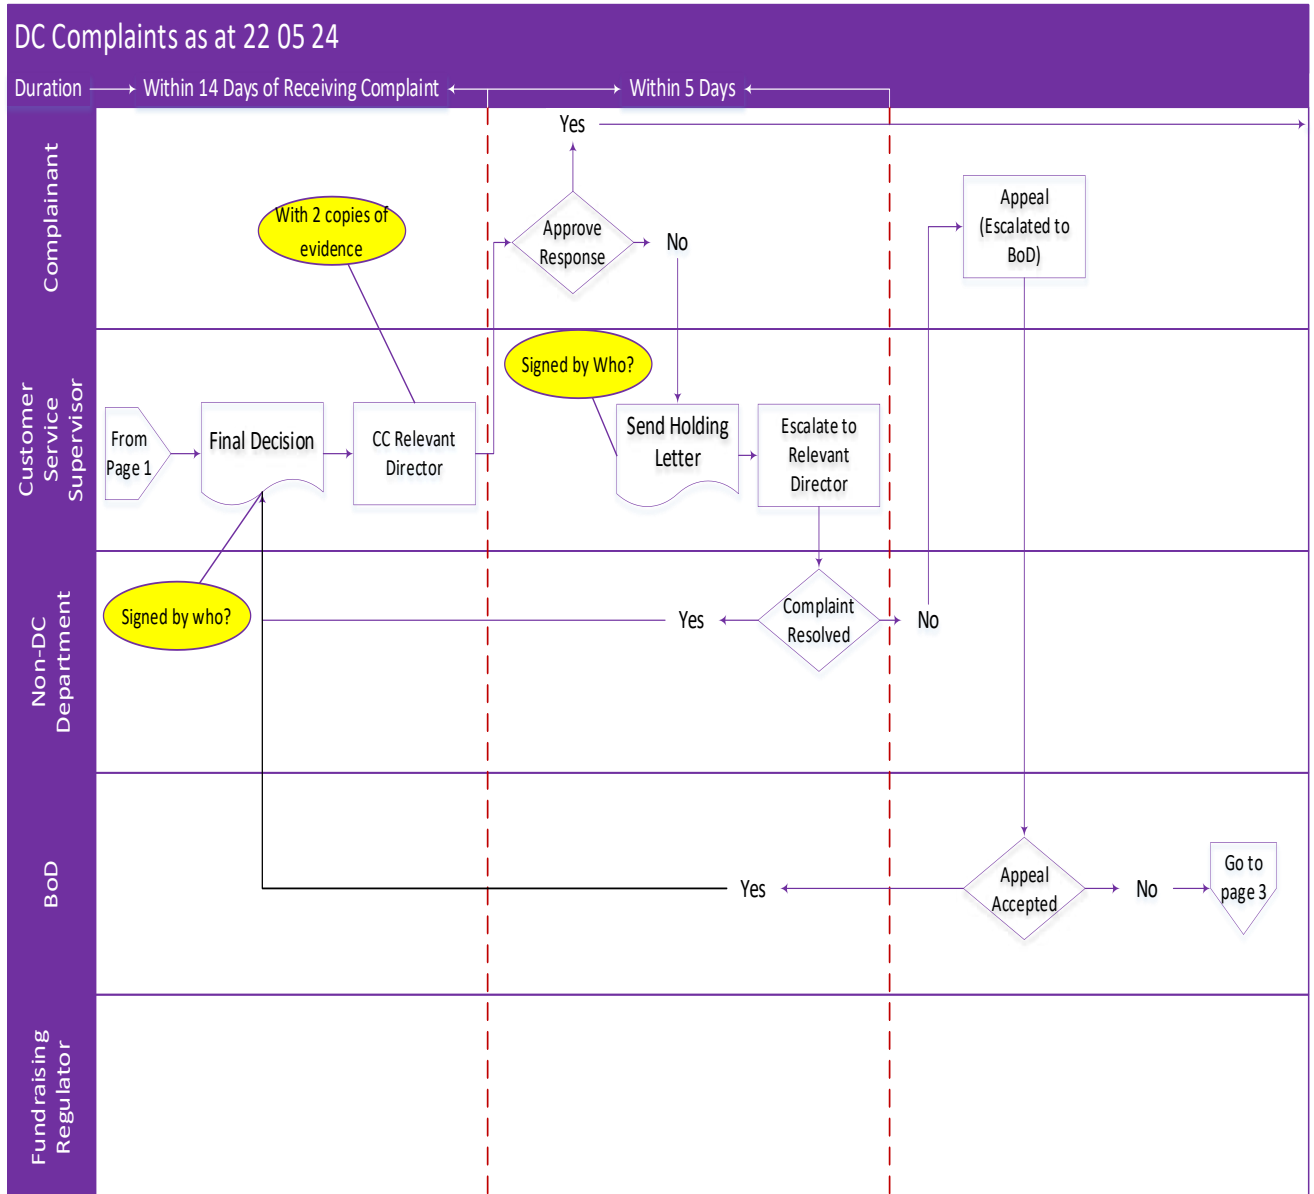 DC Complaints as at 22 05 24
Duration
Within 14 Days of Receiving Complaint
Within 5 Days
Complainant
Yes
With 2 copies of
evidence
Approve
Response
No
Appeal
(Escalated to
BoD)
Customer
Service
Supervisor
From
Page 1
Final Decision
CC Relevant
Director
Signed by Who?
Send Holding
Letter
Escalate to
Relevant
Director
Non-DC
Department
Signed by who?
Yes
Complaint
Resolved
No
BoD
Yes
Appeal
Accepted
No
Go to
page 3
Fundraising
Regulator